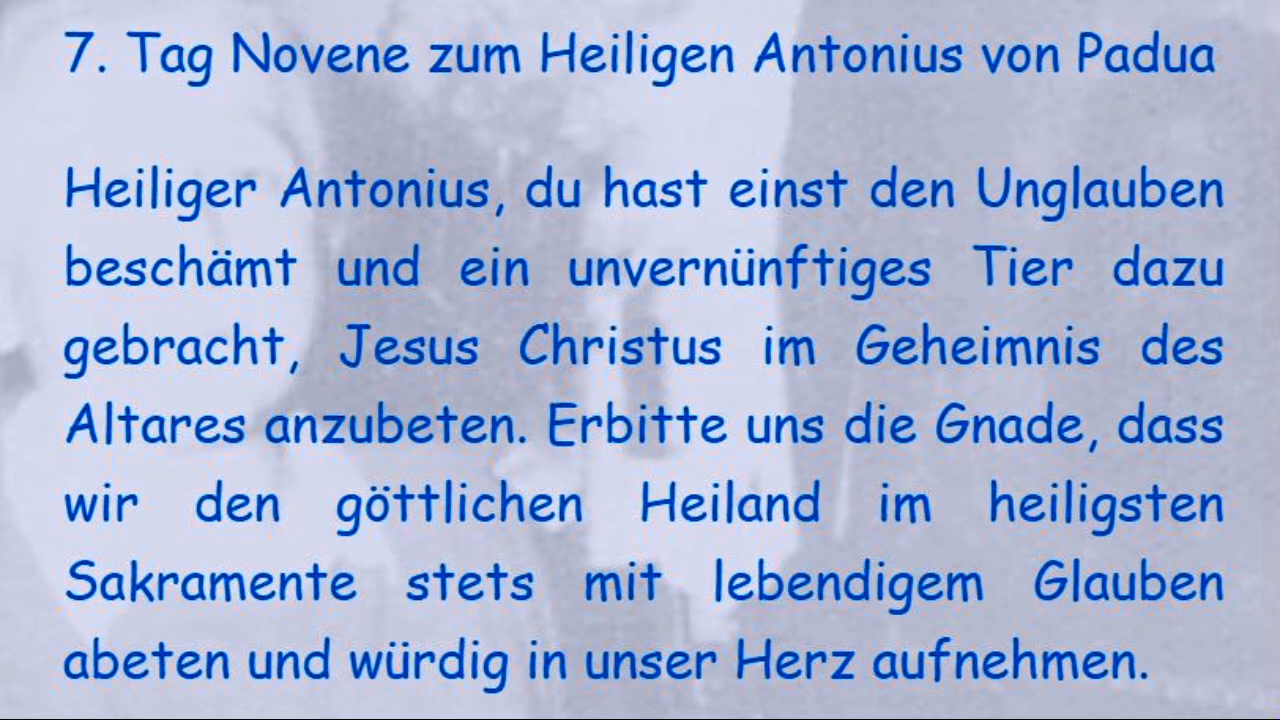 7. Tag Novene zum Heiligen Antonius von Padua
Heiliger Antonius, du hast einst den Unglauben
beschämt und ein unvernünftiges Tier dazu
gebracht, Jesus Christus im Geheimnis des
Altares anzubeten. Erbitte uns die Gnade, dass
wir den göttlichen Heiland im heiligsten
Sakramente stets mit lebendigem Glauben
abeten und würdig in unser Herz aufnehmen.